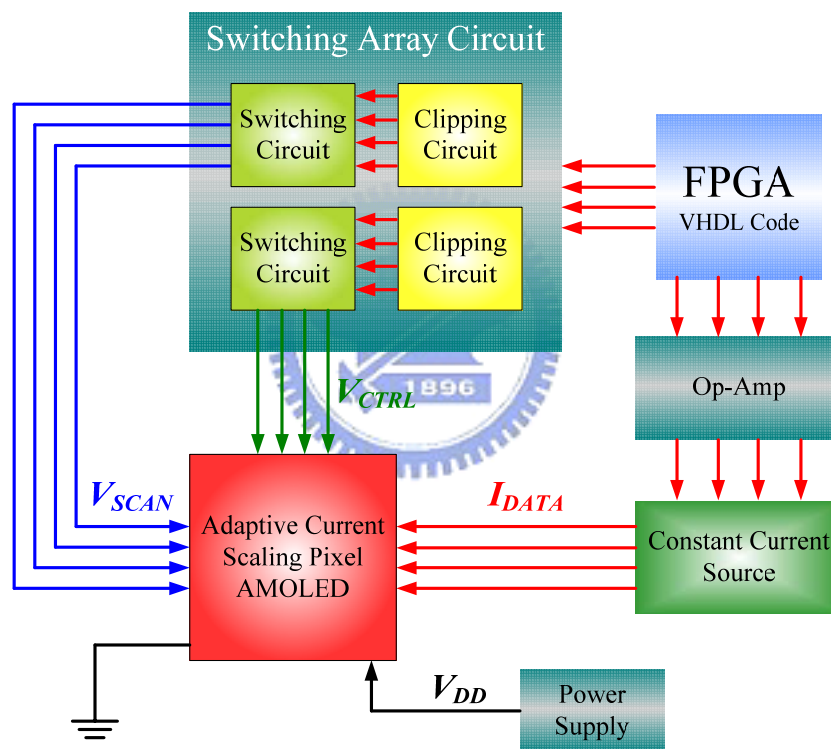 Switching Array Circuit
Switching
Circuit
Clipping
Circuit
Switching
Circuit
Clipping
Circuit
FPGA
VHDL Code
Op-Amp
1896
V_CTRL
V_SCAN
I_DATA
Adaptive Current
Scaling Pixel
AMOLED
Constant Current
Source
V_DD
Power
Supply